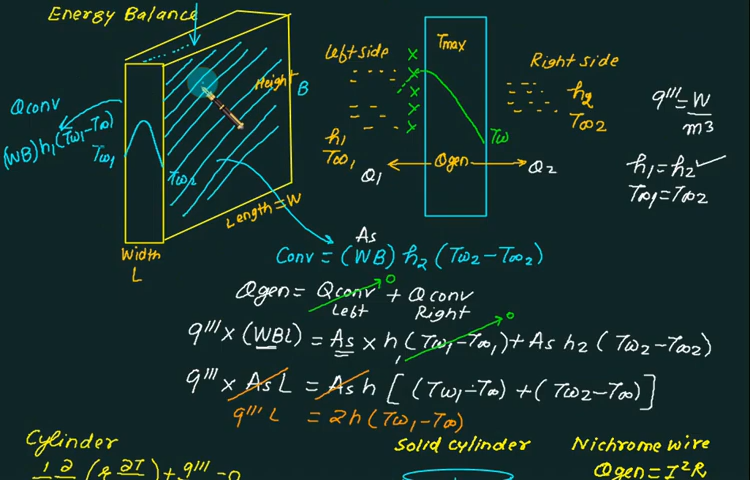 Energy Balance
Height
B
Qconv
(WB)h1(Tw1-T∞)
Tw1
Tw2
Length=W
Width
L
Left side
Tmax
Right side
h1
T∞1
h2
T∞2
Tw
Q1
Qgen
Q2
q'''=W/m3
h1=h2
T∞1=T∞2
As
Conv = (WB) h2 (Tw2-T∞2)
Qgen= Qconv Left + Qconv Right
0
q''' x (WBL) = As x h1 (Tw1-T∞1) + As h2 (Tw2-T∞2)
0
q''' x As L = As h [(Tw1-T∞) + (Tw2-T∞)]
q''' L = 2h (Tw1-T∞)
Cylinder
Solid cylinder
Nichrome wire
Qgen=I²R